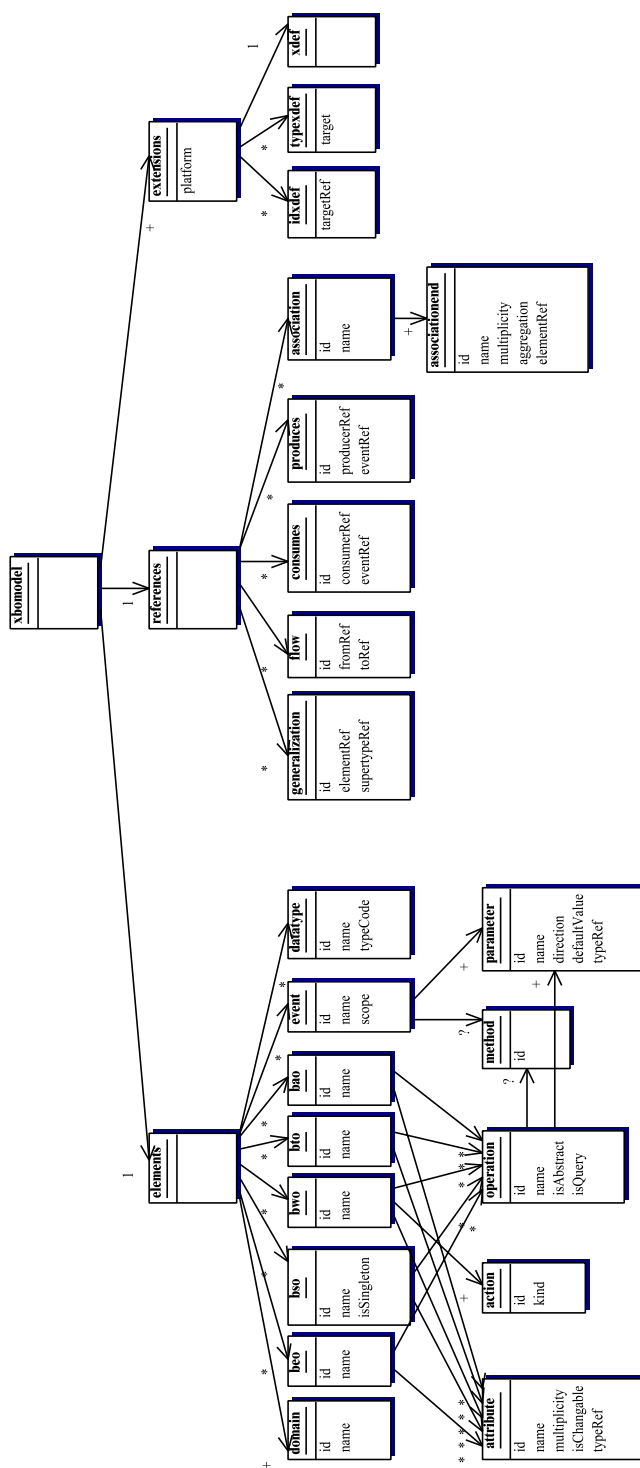 xbomodel
1
1
+
elements
references
extensions
platform
+
*
*
*
*
*
*
*
*
*
*
*
*
*
1
domain
id
name
beo
id
name
bso
id
name
isSingleton
bwo
id
name
bto
id
name
bao
id
name
event
id
name
scope
datatype
id
name
typeCode
generalization
id
elementRef
supertypeRef
flow
id
fromRef
toRef
consumes
id
consumerRef
eventRef
produces
id
producerRef
eventRef
association
id
name
idxdef
targetRef
typexdef
target
xdef
* * * * *
+
* * * * *
?
+
?
+
+
attribute
id
name
multiplicity
isChangable
typeRef
action
id
kind
operation
id
name
isAbstract
isQuery
method
id
parameter
id
name
direction
defaultValue
typeRef
associationend
id
name
multiplicity
aggregation
elementRef